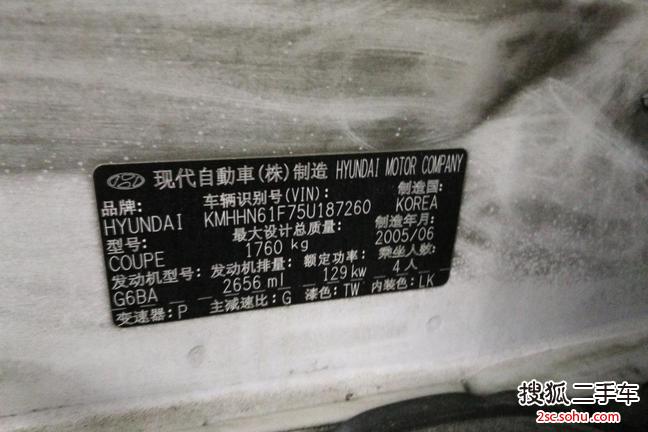 现代自動車(株)制造 HYUNDAI MOTOR COMPANY
品牌: 车辆识别号(VIN): 制造国:
HYUNDAI KMHHN61F75U187260 KOREA
型号: 最大设计总质量: 制造年月:
COUPE 1760 kg 2005/06
发动机型号: 发动机排量: 额定功率: 乘坐人数:
G6BA 2656 ml 129 kw 4人
变速器: P 主减速比: G 漆色: TW 内装色: LK
搜狐 二手车
2sc.sohu.com